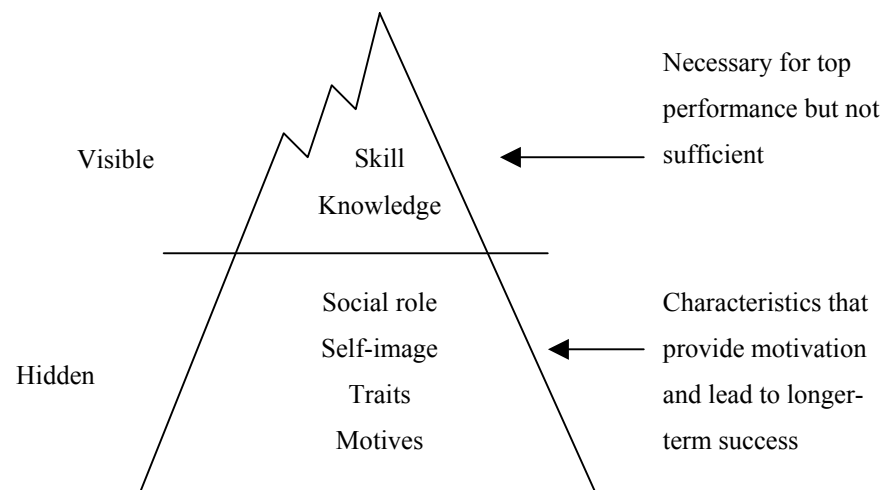 Necessary for top
performance but not
sufficient
Visible
Skill
Knowledge
Social role
Self-image
Traits
Motives
Hidden
Characteristics that
provide motivation
and lead to longer-
term success